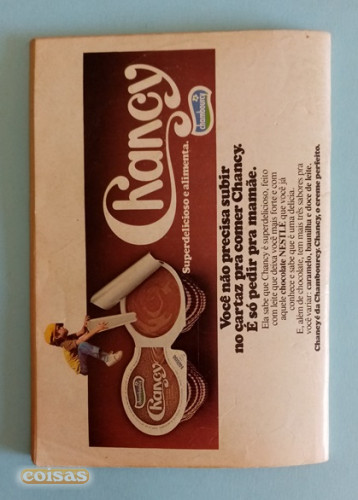 Chancy
Superdelicioso e alimenta.
chambourcy
chambourcy
Chancy
Você não precisa subir
no cartaz pra comer Chancy.
É só pedir pra mamãe.
Ela sabe que Chancy é superdelicioso, feito
com leite que deixa você mais forte e com
aquele chocolate NESTLÉ que você já
conhece e sabe que é uma delícia.
E, além de chocolate, tem mais três sabores pra
você variar: caramelo, baunilha e doce de leite.
Chancy é da Chambourcy. Chancy, o creme perfeito.
coisas